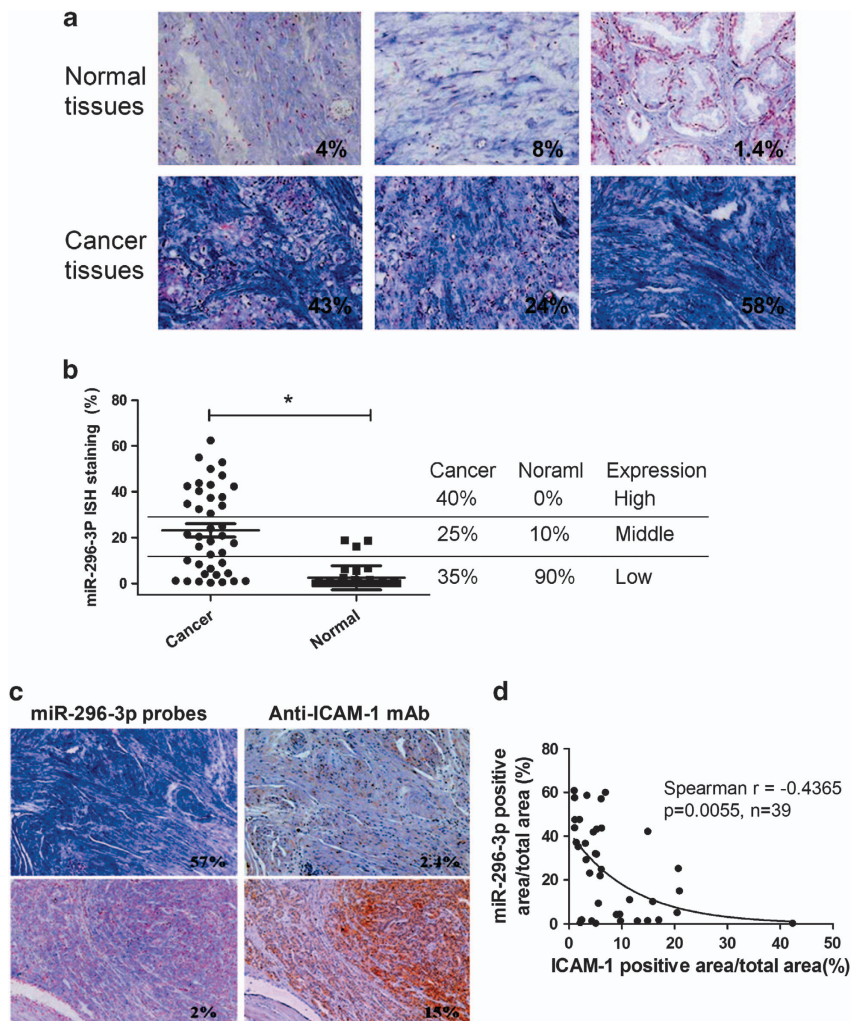 a
Normal tissues
4%
8%
1.4%
Cancer tissues
43%
24%
58%
b
miR-296-3P ISH staining (%)
80
60
40
20
0
*
Cancer
Normal
Cancer Noraml Expression
40% 0% High
25% 10% Middle
35% 90% Low
c
miR-296-3p probes
Anti-ICAM-1 mAb
57%
2.4%
2%
15%
d
miR-296-3p positive
area/total area (%)
80
60
40
20
0
Spearman r = -0.4365
p=0.0055, n=39
0 10 20 30 40 50
ICAM-1 positive area/total area(%)